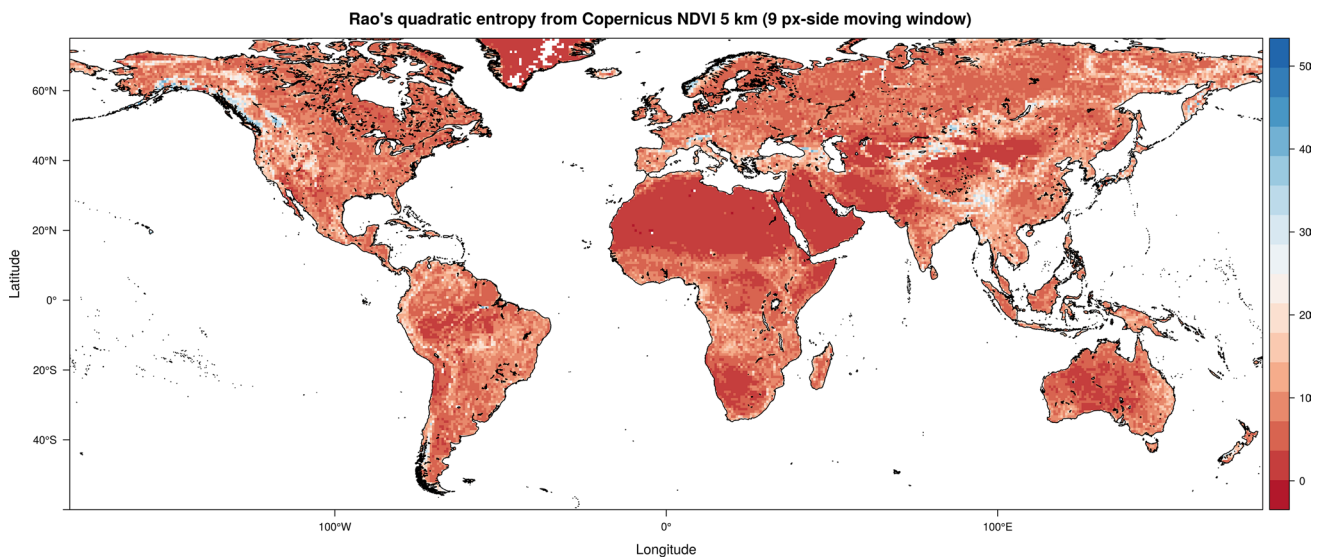 Rao's quadratic entropy from Copernicus NDVI 5 km (9 px-side moving window)
Latitude
60°N
40°N
20°N
0°
20°S
40°S
100°W
0°
100°E
Longitude
50
40
30
20
10
0